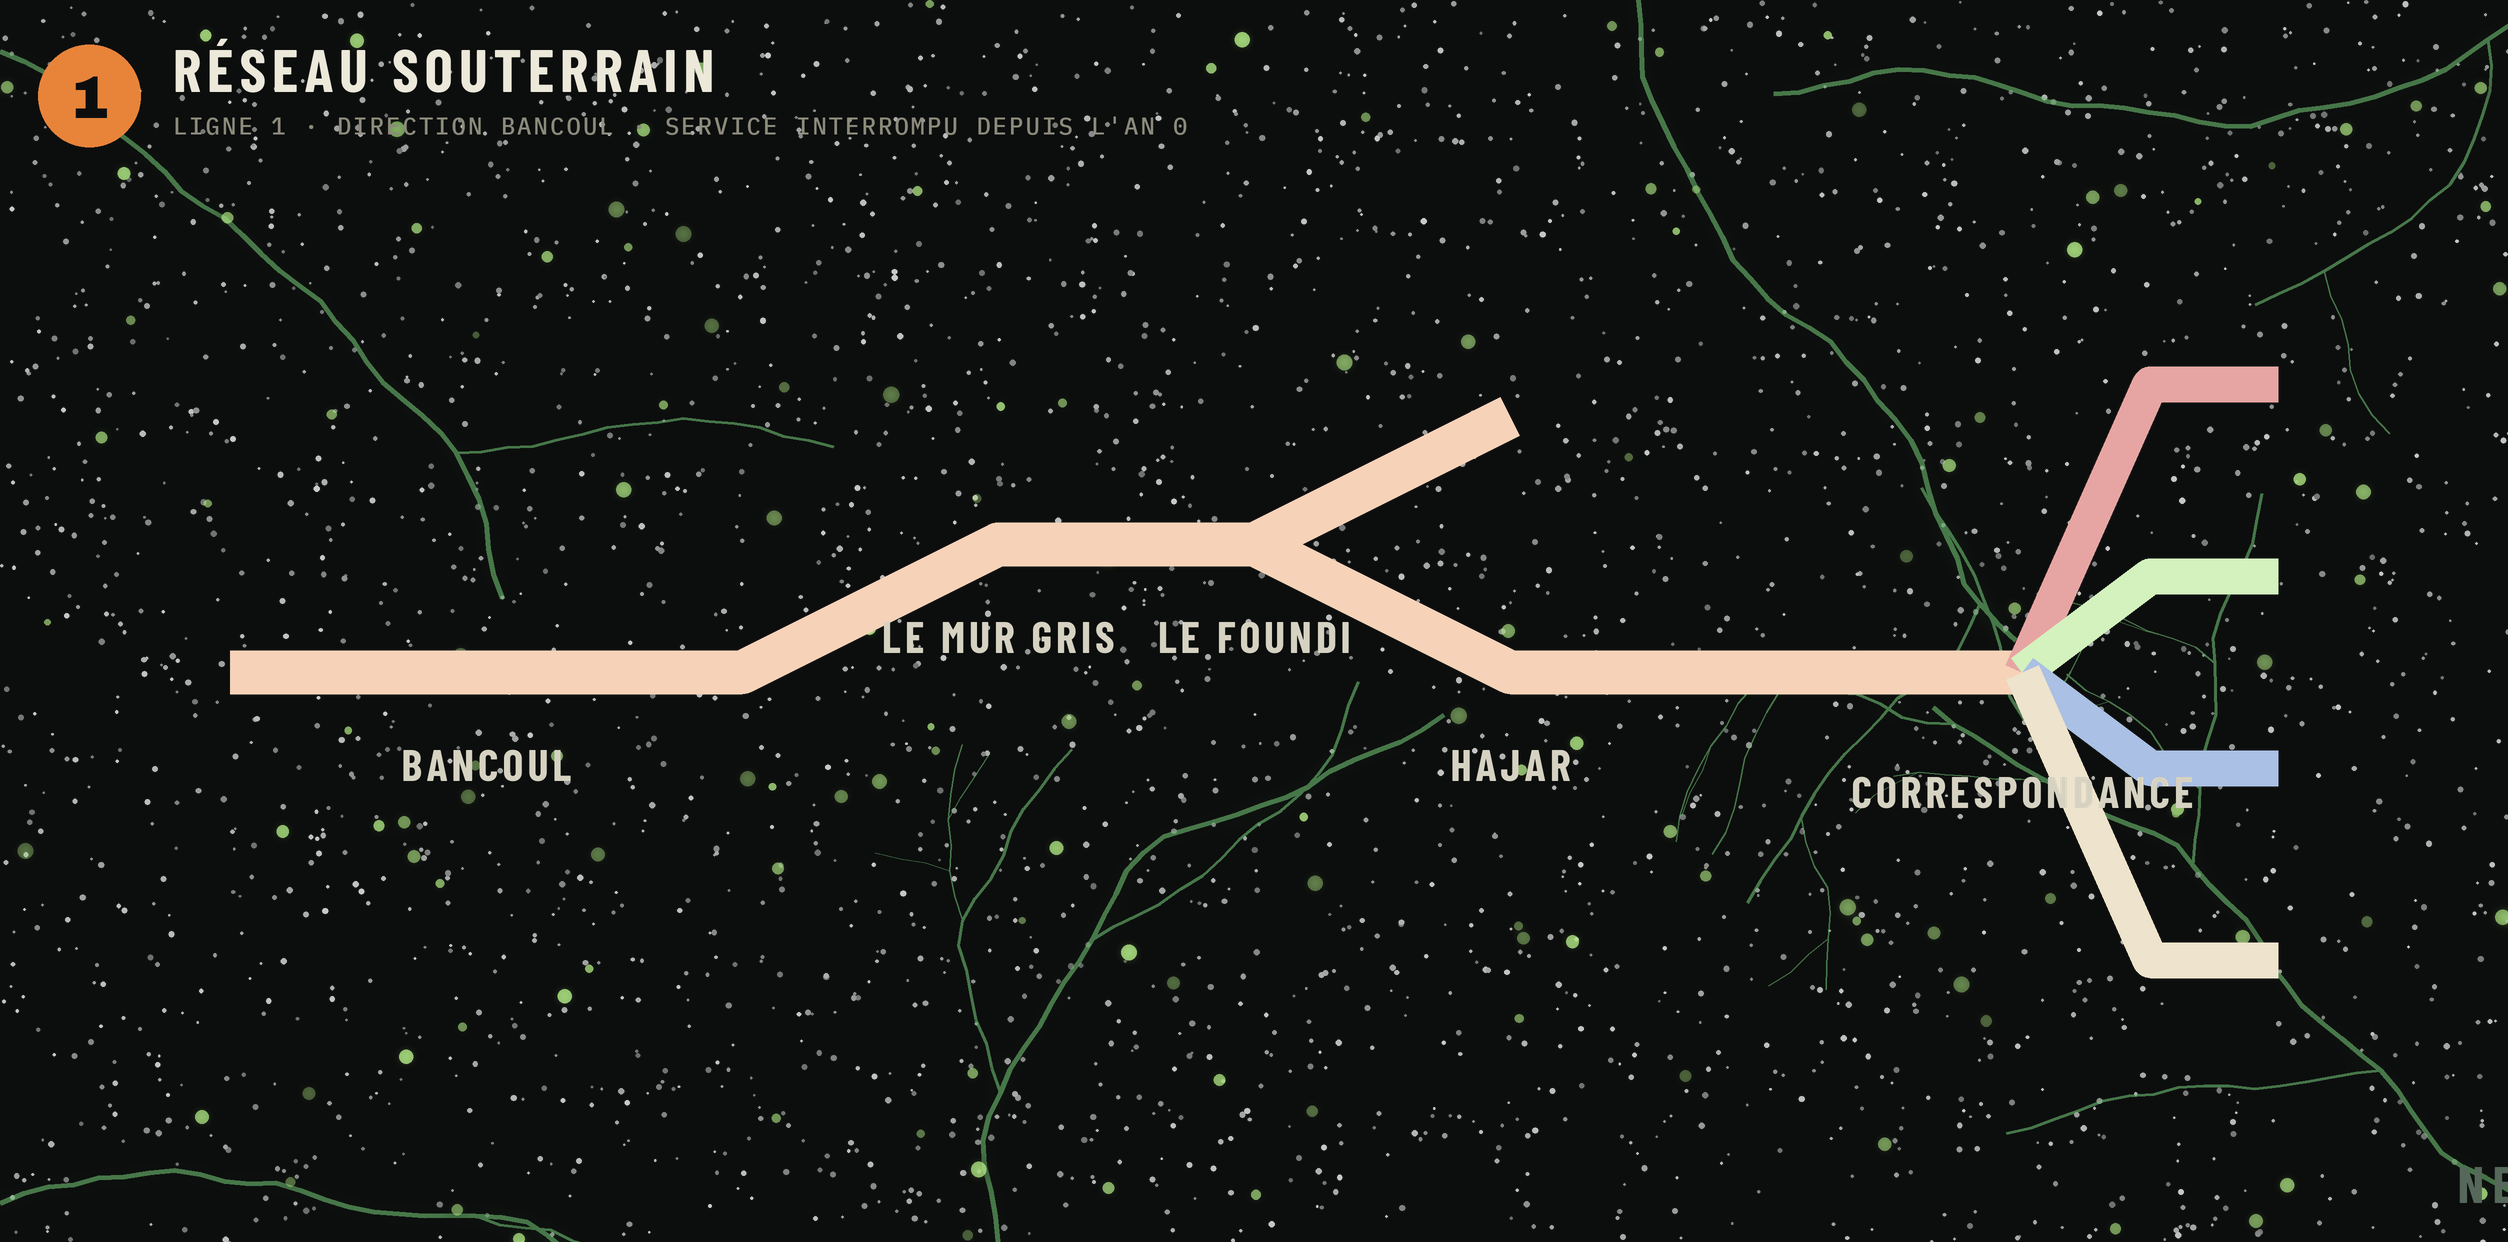 1
RÉSEAU SOUTERRAIN
LIGNE 1 · DIRECTION BANCOUL · SERVICE INTERROMPU DEPUIS L'AN 0
LE MUR GRIS
LE FOUNDI
BANCOUL
HAJAR
CORRESPONDANCE